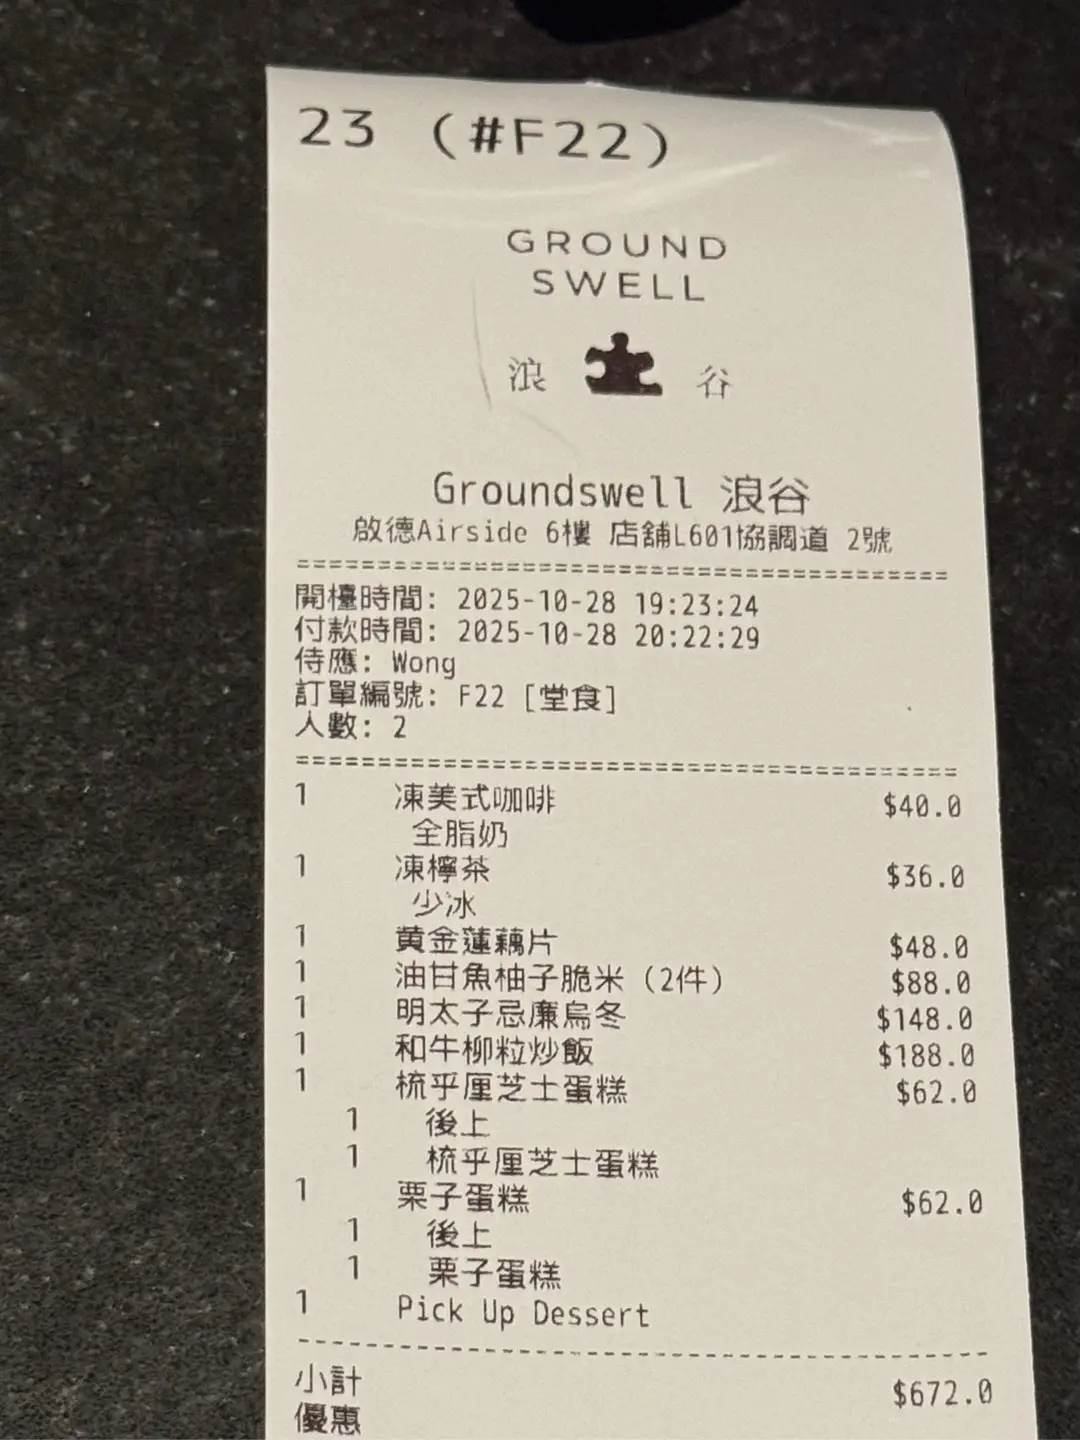 23 (#F22)
GROUND
SWELL
浪 谷
Groundswell 浪谷
啟德Airside 6樓 店舖L601協調道 2號
========================================
開檯時間: 2025-10-28 19:23:24
付款時間: 2025-10-28 20:22:29
侍應: Wong
訂單編號: F22 [堂食]
人數: 2
========================================
1 凍美式咖啡 $40.0
全脂奶
1 凍檸茶 $36.0
少冰
1 黃金蓮藕片 $48.0
1 油甘魚柚子脆米 (2件) $88.0
1 明太子忌廉烏冬 $148.0
1 和牛柳粒炒飯 $188.0
1 梳乎厘芝士蛋糕 $62.0
1 後上
1 梳乎厘芝士蛋糕
1 栗子蛋糕 $62.0
1 後上
1 栗子蛋糕
1 Pick Up Dessert
----------------------------------------
小計 $672.0
優惠